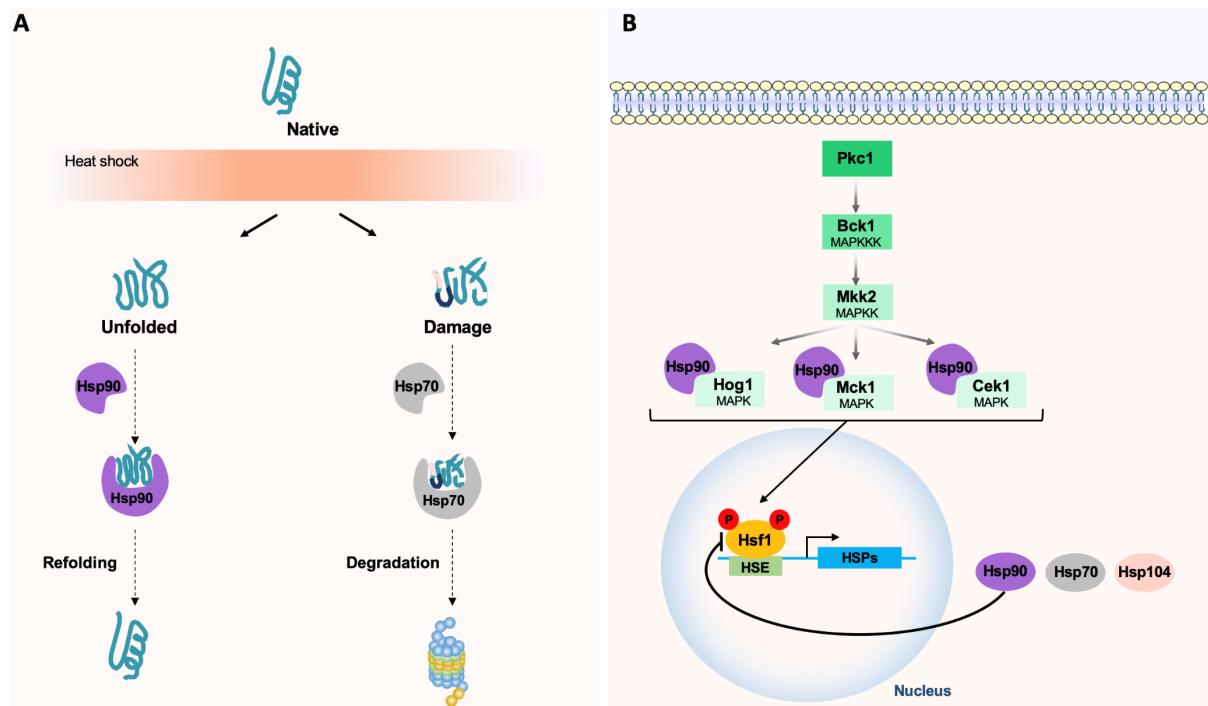 A
Native
Heat shock
Unfolded
Damage
Hsp90
Hsp70
Hsp90
Hsp70
Refolding
Degradation
B
Pkc1
Bck1
MAPKKK
Mkk2
MAPKK
Hsp90
Hog1
MAPK
Hsp90
Mck1
MAPK
Hsp90
Cek1
MAPK
P
P
Hsf1
HSE
HSPs
Hsp90
Hsp70
Hsp104
Nucleus